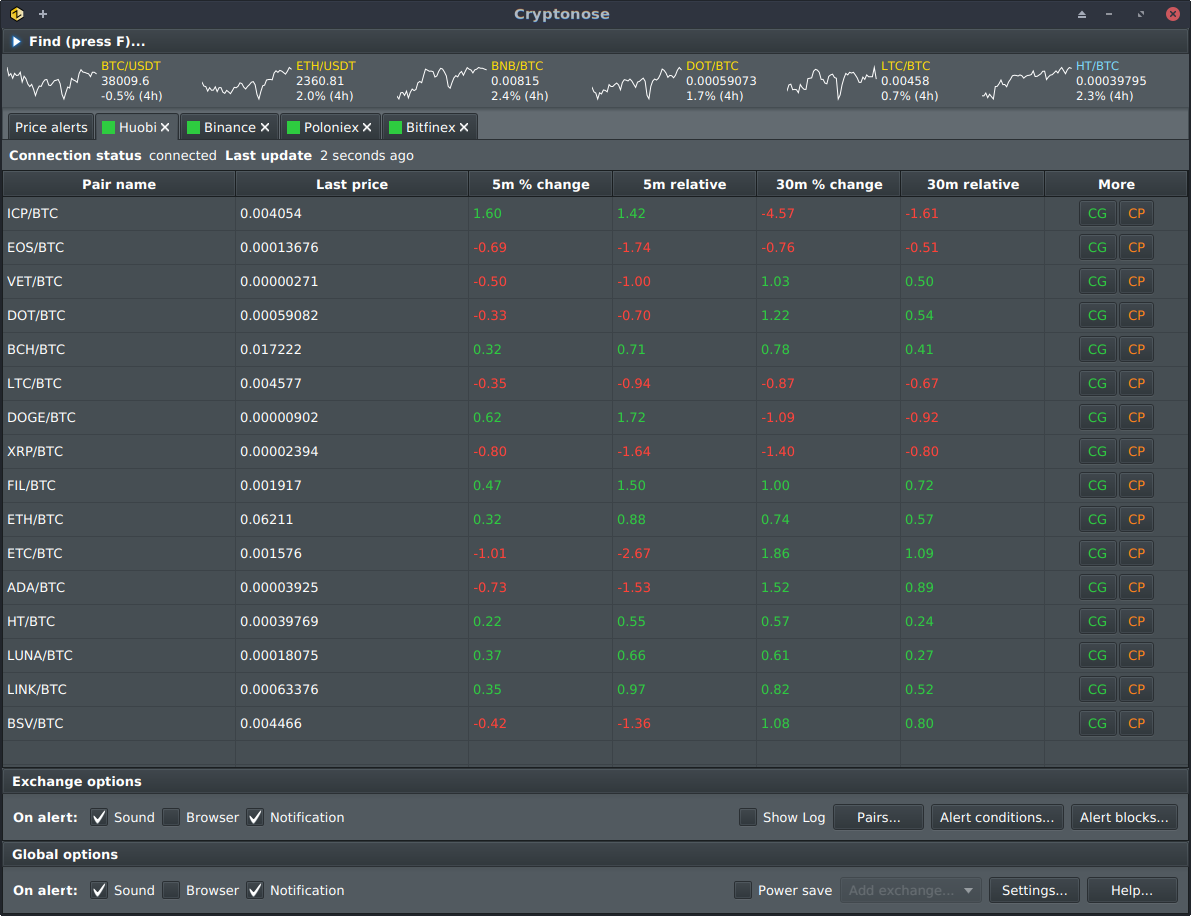 Cryptonose
Find (press F)...
BTC/USDT
38009.6
-0.5% (4h)
ETH/USDT
2360.81
2.0% (4h)
BNB/BTC
0.00815
2.4% (4h)
DOT/BTC
0.00059073
1.7% (4h)
LTC/BTC
0.00458
0.7% (4h)
HT/BTC
0.00039795
2.3% (4h)
Price alerts Huobi Binance Poloniex Bitfinex
Connection status connected Last update 2 seconds ago
Pair name Last price 5m % change 5m relative 30m % change 30m relative More
ICP/BTC 0.004054 1.60 1.42 -4.57 -1.61 CG CP
EOS/BTC 0.00013676 -0.69 -1.74 -0.76 -0.51 CG CP
VET/BTC 0.00000271 -0.50 -1.00 1.03 0.50 CG CP
DOT/BTC 0.00059082 -0.33 -0.70 1.22 0.54 CG CP
BCH/BTC 0.017222 0.32 0.71 0.78 0.41 CG CP
LTC/BTC 0.004577 -0.35 -0.94 -0.87 -0.67 CG CP
DOGE/BTC 0.00000902 0.62 1.72 -1.09 -0.92 CG CP
XRP/BTC 0.00002394 -0.80 -1.64 -1.40 -0.80 CG CP
FIL/BTC 0.001917 0.47 1.50 1.00 0.72 CG CP
ETH/BTC 0.06211 0.32 0.88 0.74 0.57 CG CP
ETC/BTC 0.001576 -1.01 -2.67 1.86 1.09 CG CP
ADA/BTC 0.00003925 -0.73 -1.53 1.52 0.89 CG CP
HT/BTC 0.00039769 0.22 0.55 0.57 0.24 CG CP
LUNA/BTC 0.00018075 0.37 0.66 0.61 0.27 CG CP
LINK/BTC 0.00063376 0.35 0.97 0.82 0.52 CG CP
BSV/BTC 0.004466 -0.42 -1.36 1.08 0.80 CG CP
Exchange options
On alert: Sound Browser Notification Show Log Pairs... Alert conditions... Alert blocks...
Global options
On alert: Sound Browser Notification Power save Add exchange... Settings... Help...